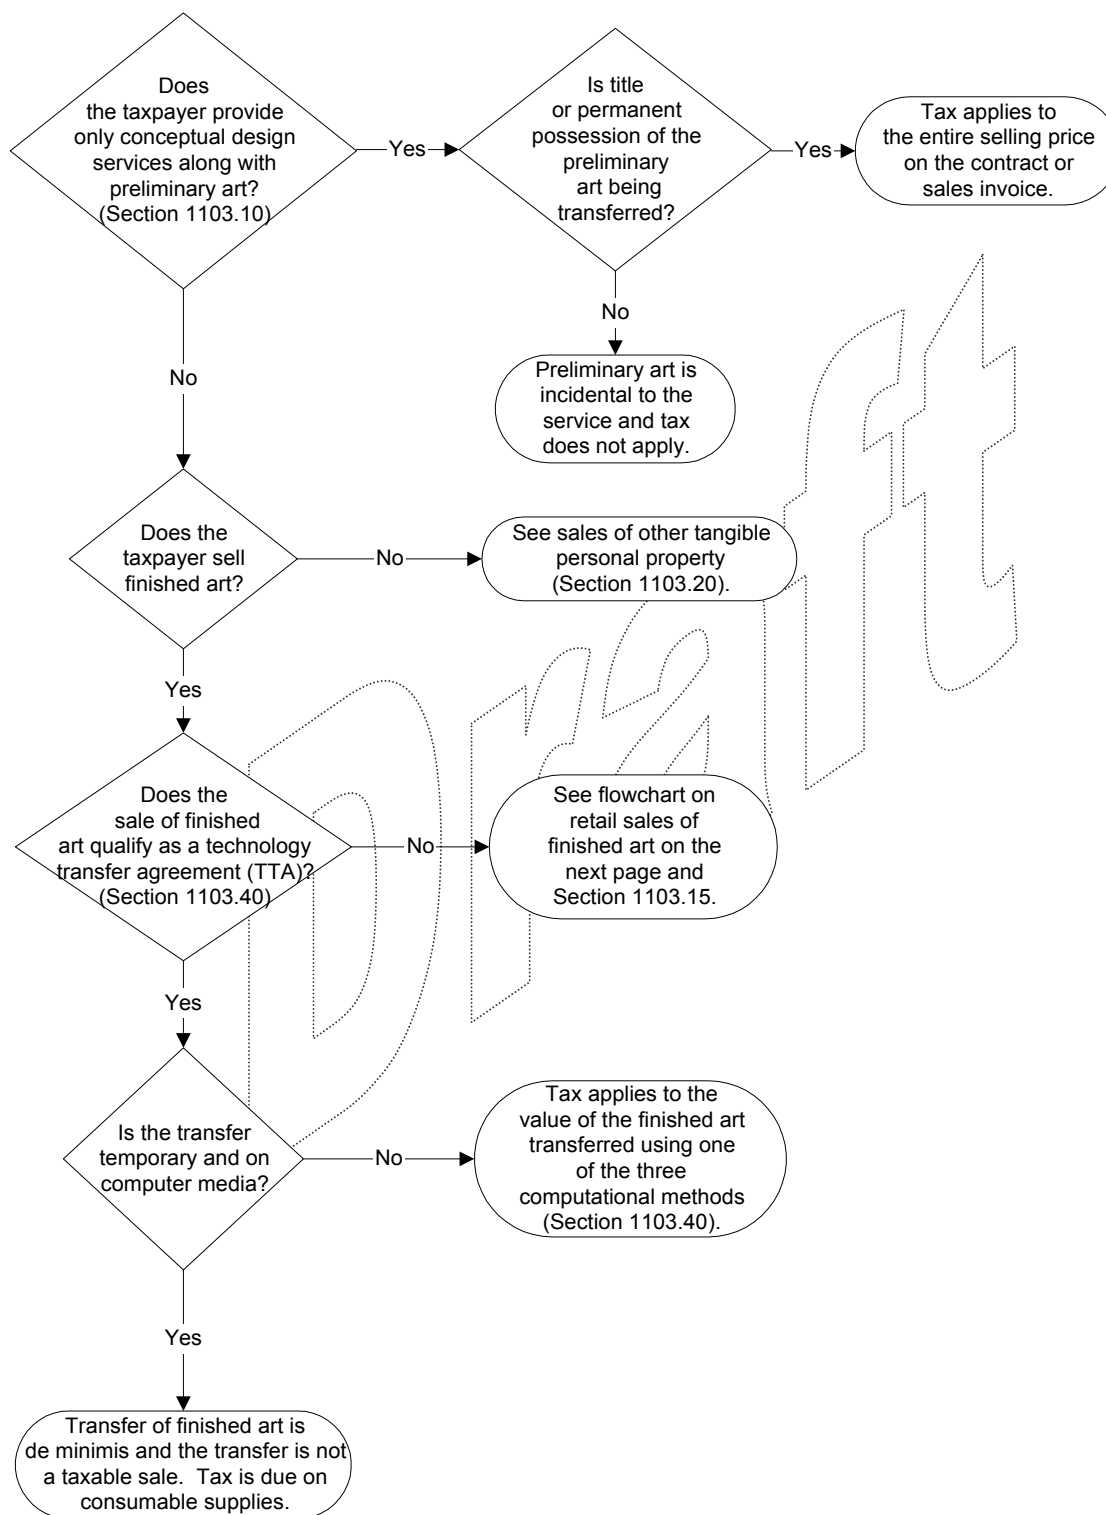 Does
the taxpayer provide
only conceptual design
services along with
preliminary art?
(Section 1103.10)
Yes
Is title
or permanent
possession of the
preliminary
art being
transferred?
Yes
Tax applies to
the entire selling price
on the contract or
sales invoice.
No
Preliminary art is
incidental to the
service and tax
does not apply.
No
Does the
taxpayer sell
finished art?
No
See sales of other tangible
personal property
(Section 1103.20).
Yes
Does the
sale of finished
art qualify as a technology
transfer agreement (TTA)?
(Section 1103.40)
No
See flowchart on
retail sales of
finished art on the
next page and
Section 1103.15.
Yes
Is the transfer
temporary and on
computer media?
No
Tax applies to the
value of the finished art
transferred using one
of the three
computational methods
(Section 1103.40).
Yes
Transfer of finished art is
de minimis and the transfer is not
a taxable sale.  Tax is due on
consumable supplies.
Draft